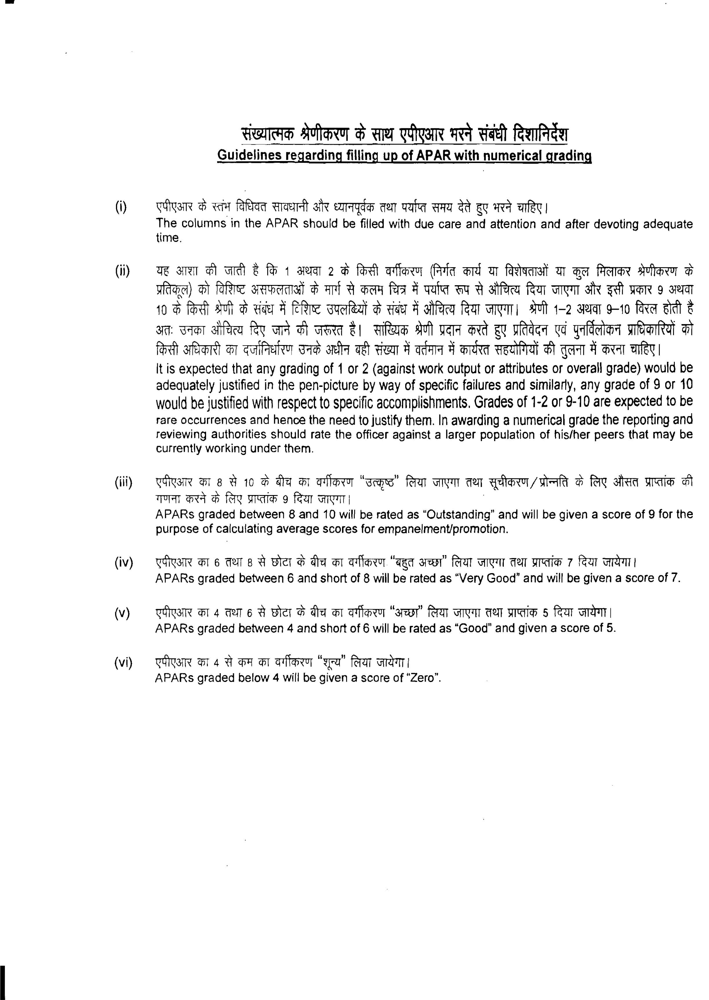 संख्यात्मक श्रेणीकरण के साथ एपीएआर भरने संबंधी दिशानिर्देश
Guidelines regarding filling up of APAR with numerical grading
(i) एपीएआर के स्तंभ विधिवत सावधानी और ध्यानपूर्वक तथा पर्याप्त समय देते हुए भरने चाहिए।
The columns in the APAR should be filled with due care and attention and after devoting adequate
time.
(ii) यह आशा की जाती है कि 1 अथवा 2 के किसी वर्गीकरण (निर्गत कार्य या विशेषताओं या कुल मिलाकर श्रेणीकरण के
प्रतिकूल) को विशिष्ट असफलताओं के मार्ग से कलम चित्र में पर्याप्त रूप से औचित्य दिया जाएगा और इसी प्रकार 9 अथवा
10 के किसी श्रेणी के संबंध में विशिष्ट उपलब्धियों के संबंध में औचित्य दिया जाएगा। श्रेणी 1–2 अथवा 9–10 विरल होती है
अतः उनका औचित्य दिए जाने की जरूरत है। सांख्यिक श्रेणी प्रदान करते हुए प्रतिवेदन एवं पुनर्विलोकन प्राधिकारियों को
किसी अधिकारी का दर्जानिर्धारण उनके अधीन बही संख्या में वर्तमान में कार्यरत सहयोगियों की तुलना में करना चाहिए।
It is expected that any grading of 1 or 2 (against work output or attributes or overall grade) would be
adequately justified in the pen-picture by way of specific failures and similarly, any grade of 9 or 10
would be justified with respect to specific accomplishments. Grades of 1-2 or 9-10 are expected to be
rare occurrences and hence the need to justify them. In awarding a numerical grade the reporting and
reviewing authorities should rate the officer against a larger population of his/her peers that may be
currently working under them.
(iii) एपीएआर का 8 से 10 के बीच का वर्गीकरण “उत्कृष्ठ” लिया जाएगा तथा सूचीकरण/प्रोन्नति के लिए औसत प्राप्तांक की
गणना करने के लिए प्राप्तांक 9 दिया जाएगा।
APARs graded between 8 and 10 will be rated as “Outstanding” and will be given a score of 9 for the
purpose of calculating average scores for empanelment/promotion.
(iv) एपीएआर का 6 तथा 8 से छोटा के बीच का वर्गीकरण “बहुत अच्छा” लिया जाएगा तथा प्राप्तांक 7 दिया जायेगा।
APARs graded between 6 and short of 8 will be rated as “Very Good” and will be given a score of 7.
(v) एपीएआर का 4 तथा 6 से छोटा के बीच का वर्गीकरण “अच्छा” लिया जाएगा तथा प्राप्तांक 5 दिया जायेगा।
APARs graded between 4 and short of 6 will be rated as “Good” and given a score of 5.
(vi) एपीएआर का 4 से कम का वर्गीकरण “शून्य” लिया जायेगा।
APARs graded below 4 will be given a score of “Zero”.